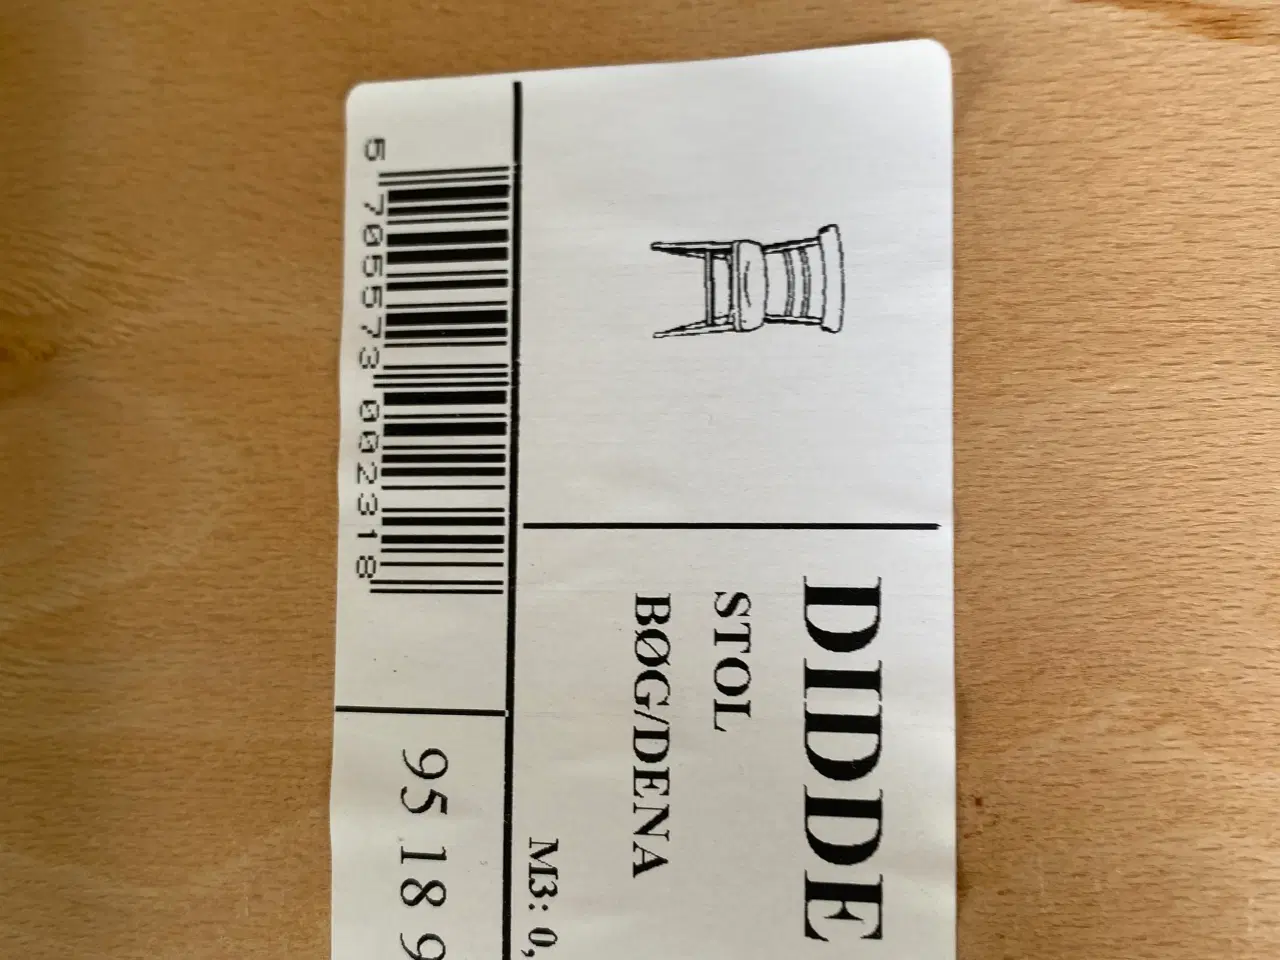 DIDDE
STOL
BØG/DENA
M3: 0,
5 705573 002318
95 18 9